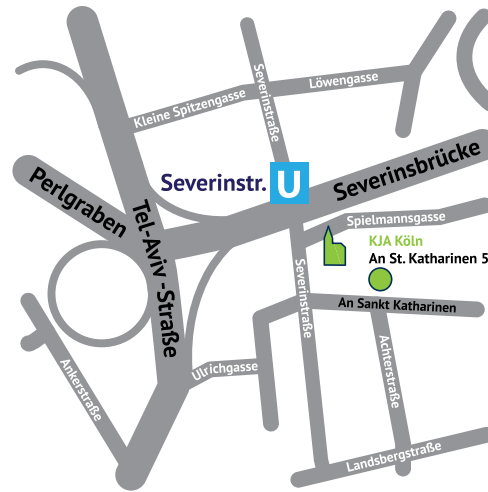 Kleine Spitzengasse
Severinstraße
Löwengasse
Severinstr. U
Severinsbrücke
Perlgraben
Tel-Aviv -Straße
Spielmannsgasse
KJA Köln
An St. Katharinen 5
Severinstraße
An Sankt Katharinen
Ankerstraße
Ulrichgasse
Achterstraße
Landsbergstraße